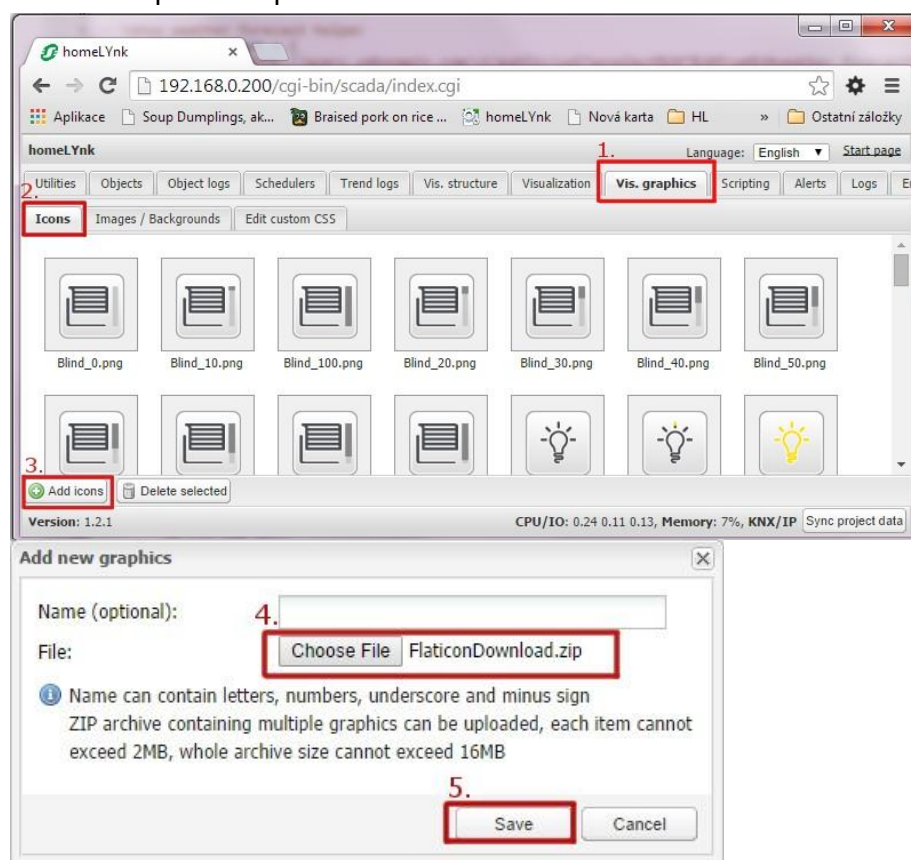 homeLYnk
192.168.0.200/cgi-bin/scada/index.cgi
Aplikace Soup Dumplings, ak... Braised pork on rice ... homeLYnk Nová karta HL » Ostatní záložky
homeLYnk 1. Language: English Start page
Utilities Objects Object logs Schedulers Trend logs Vis. structure Visualization Vis. graphics Scripting Alerts Logs
2.
Icons Images / Backgrounds Edit custom CSS
Blind_0.png Blind_10.png Blind_100.png Blind_20.png Blind_30.png Blind_40.png Blind_50.png
3.
Add icons Delete selected
Version: 1.2.1 CPU/IO: 0.24 0.11 0.13, Memory: 7%, KNX/IP Sync project data
Add new graphics
Name (optional): 4.
File: Choose File FlaticonDownload.zip
Name can contain letters, numbers, underscore and minus sign
ZIP archive containing multiple graphics can be uploaded, each item cannot
exceed 2MB, whole archive size cannot exceed 16MB
5.
Save Cancel